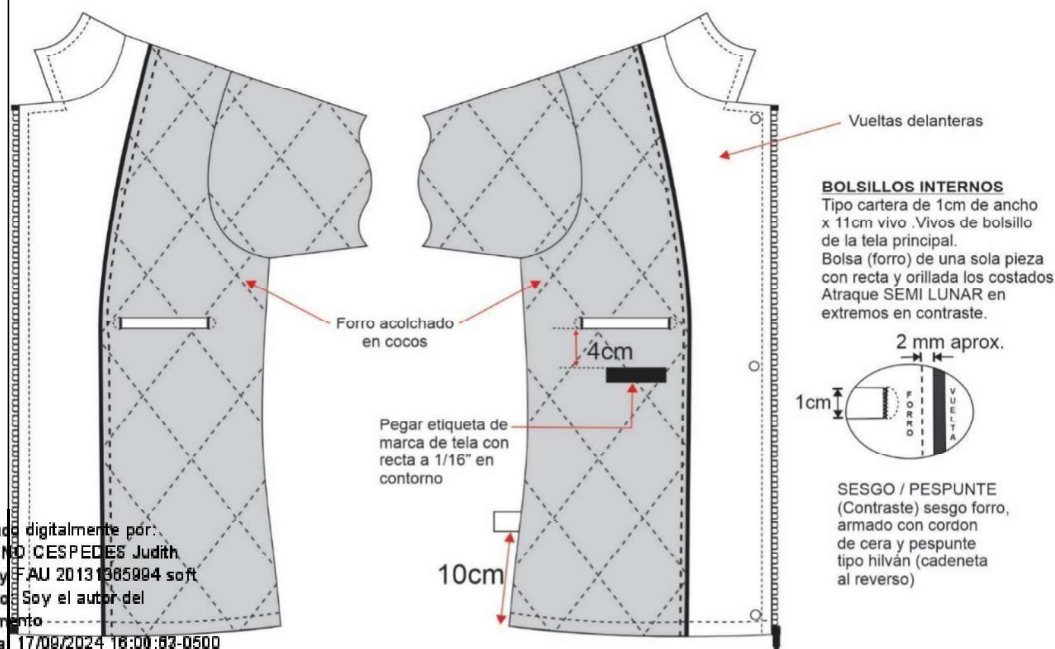 Vueltas delanteras
BOLSILLOS INTERNOS
Tipo cartera de 1cm de ancho
x 11cm vivo .Vivos de bolsillo
de la tela principal.
Bolsa (forro) de una sola pieza
con recta y orillada los costados
Atraque SEMI LUNAR en
extremos en contraste.
Forro acolchado
en cocos
4cm
2 mm aprox.
1cm
FORRO
VUELTA
Pegar etiqueta de
marca de tela con
recta a 1/16" en
contorno
SESGO / PESPUNTE
(Contraste) sesgo forro,
armado con cordon
de cera y pespunte
tipo hilván (cadeneta
al reverso)
10cm
digitalmente por:
CESPEDES Judith
FAU 20131365994 soft
Soy el autor del
17/09/2024 16:00:53-0500